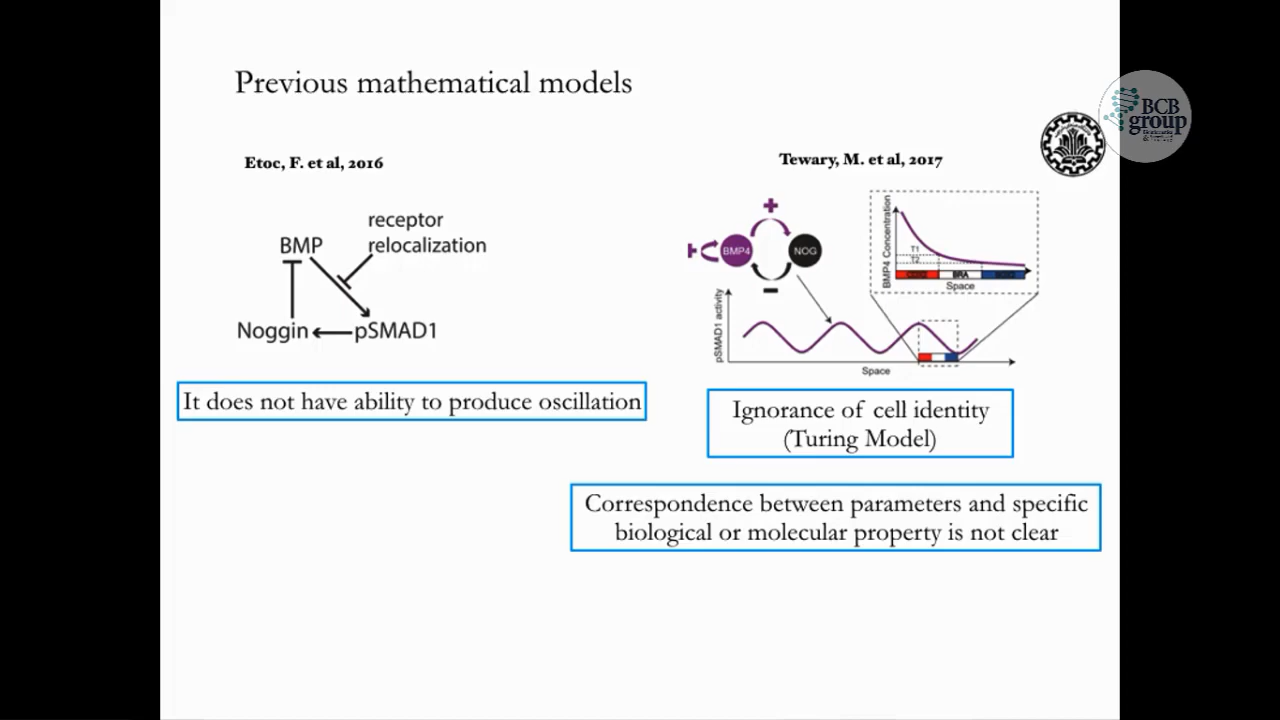 Previous mathematical models
BCB
group
Etoc, F. et al, 2016
Tewary, M. et al, 2017
receptor
relocalization
BMP
Noggin
pSMAD1
It does not have ability to produce oscillation
+
BMP4
NOG
BMP4 Concentration
T1
T2
BRA
Space
pSMAD1 activity
Space
Ignorance of cell identity
(Turing Model)
Correspondence between parameters and specific
biological or molecular property is not clear